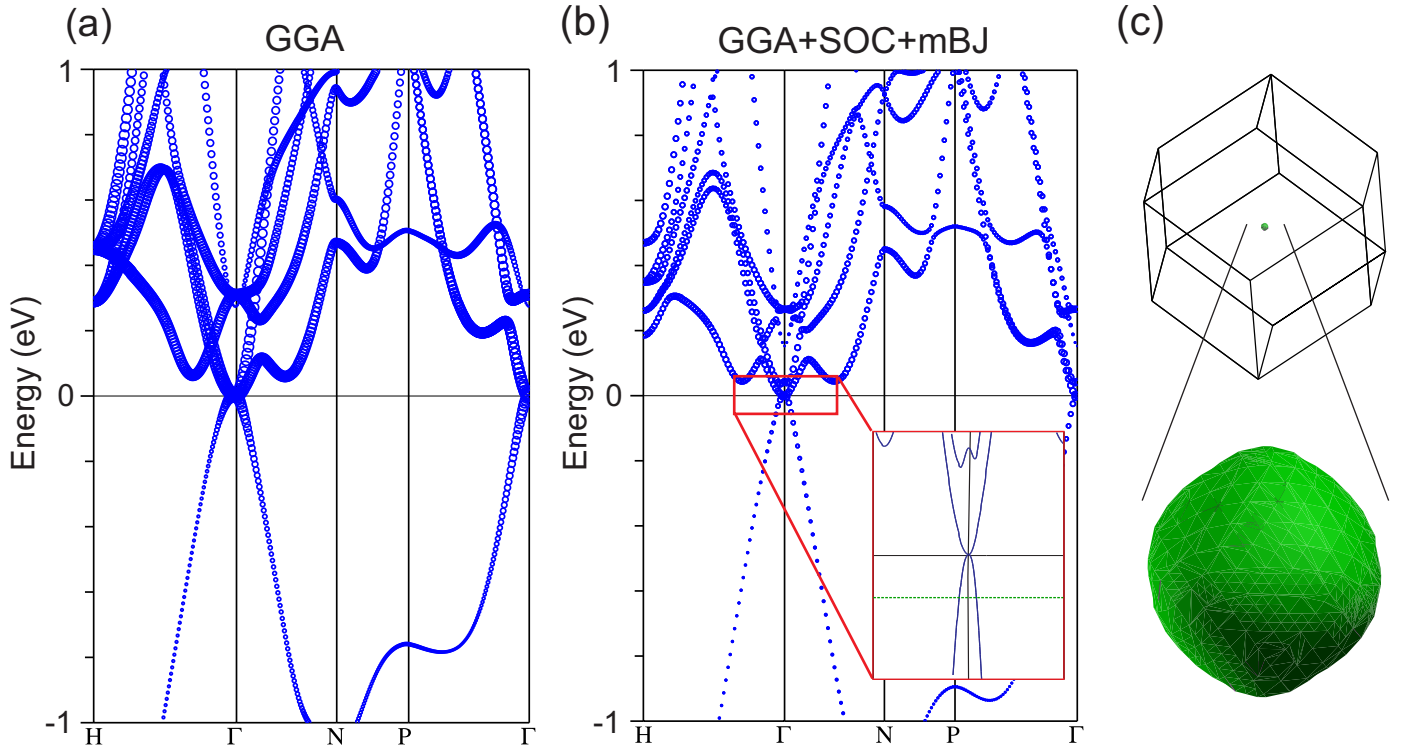 (a)
GGA
Energy (eV)
1
0
-1
H Γ N P Γ
(b)
GGA+SOC+mBJ
Energy (eV)
1
0
-1
H Γ N P Γ
(c)